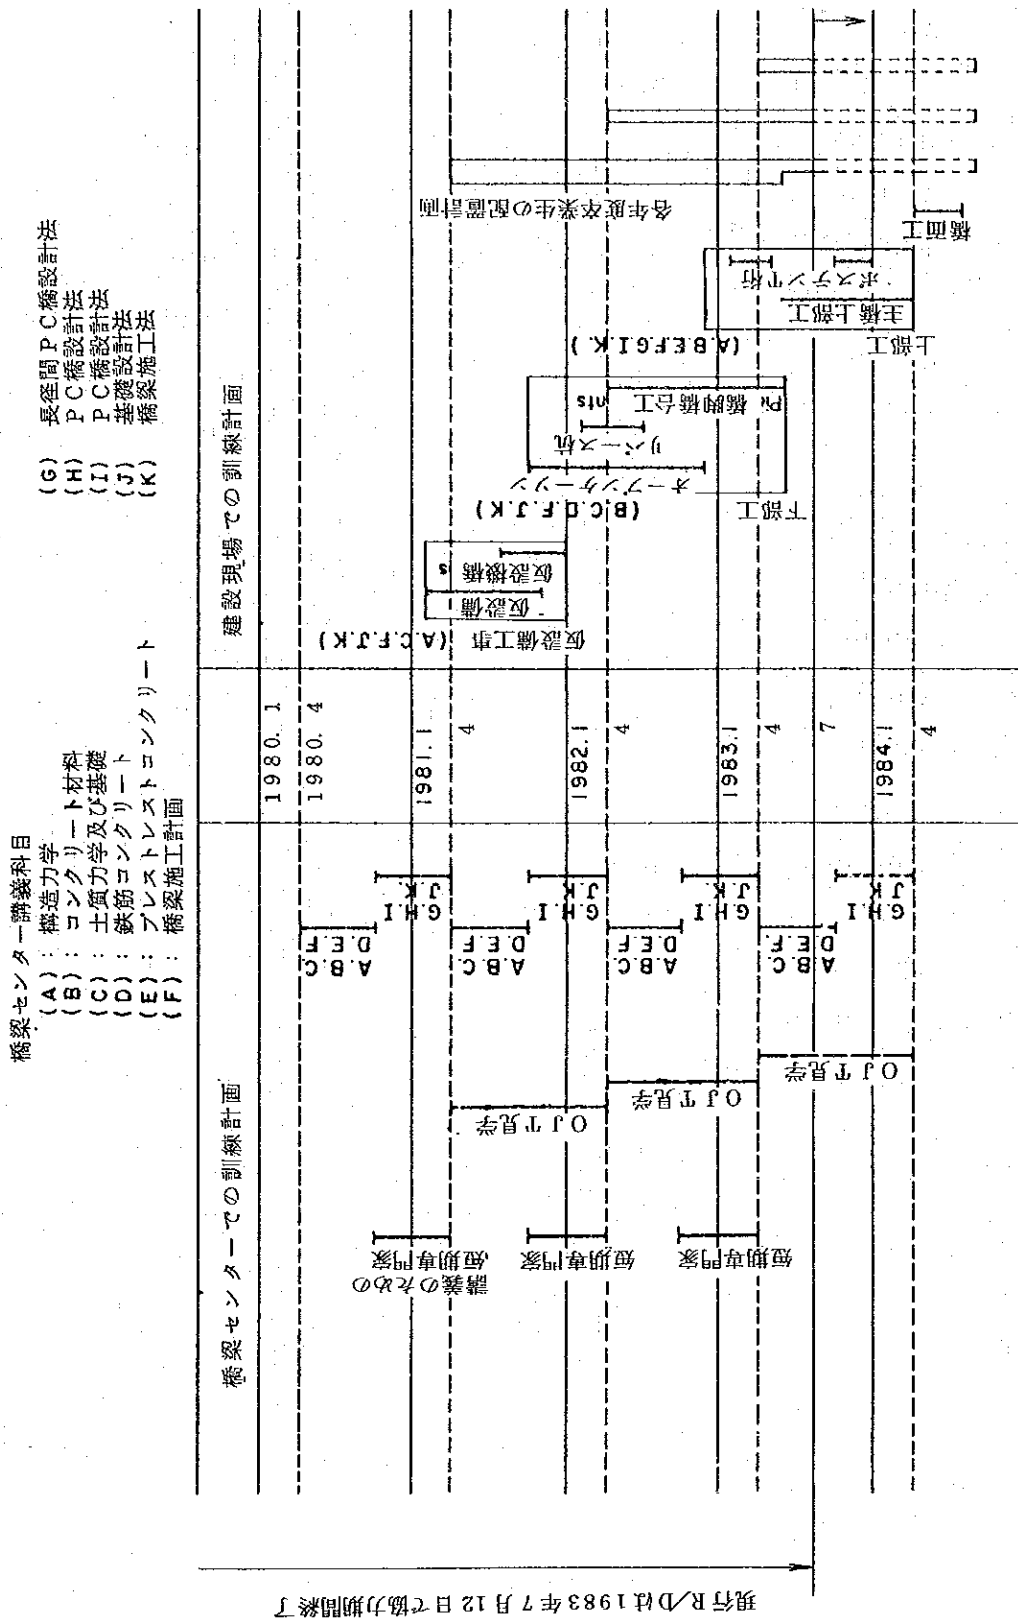 橋梁センター講義科目
(A)：構造力学
(B)：コンクリート材料
(C)：土質力学及び基礎
(D)：鉄筋コンクリート
(E)：プレストレストコンクリート
(F)：橋梁施工計画
(G) 長径間PC橋設計法
(H) PC橋設計法
(I) PC橋設計法
(J) 基礎設計法
(K) 橋梁施工法
橋梁センターでの訓練計画
建設現場での訓練計画
1980. 1
1980. 4
1981.1
4
1982.1
4
1983.1
4
7
1984.1
4
A.B.C.
D.E.F
G.H.I
J.K.
A.B.C
D.E.F
G.H.I
J.K
A.B.C
D.E.F
G.H.I
J.K
A.B.C.
D.E.F.
G.H.I
J.K
OJT見学
OJT見学
OJT見学
講義のための
短期専門家
短期専門家
短期専門家
仮設備工事 (A.C.F.J.K)
仮設備
仮設機橋 s
下部工
(B.C.D.F.J.K)
オープンケーソン
リバース杭
Pi 橋脚橋台工 nts
上部工
(A.B.E.F.G.I.K.)
主橋上部工
ポステンT桁
橋面工
各年度卒業生の配置計画
現行R/Dは1983年7月12日で協力期間終了